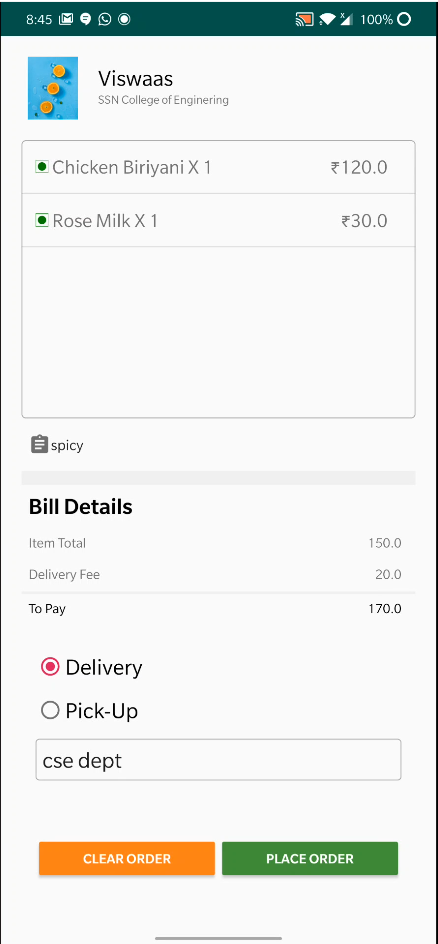 8:45 100%
Viswaas
SSN College of Enginering
Chicken Biriyani X 1 ₹120.0
Rose Milk X 1 ₹30.0
spicy
Bill Details
Item Total 150.0
Delivery Fee 20.0
To Pay 170.0
Delivery
Pick-Up
cse dept
CLEAR ORDER PLACE ORDER